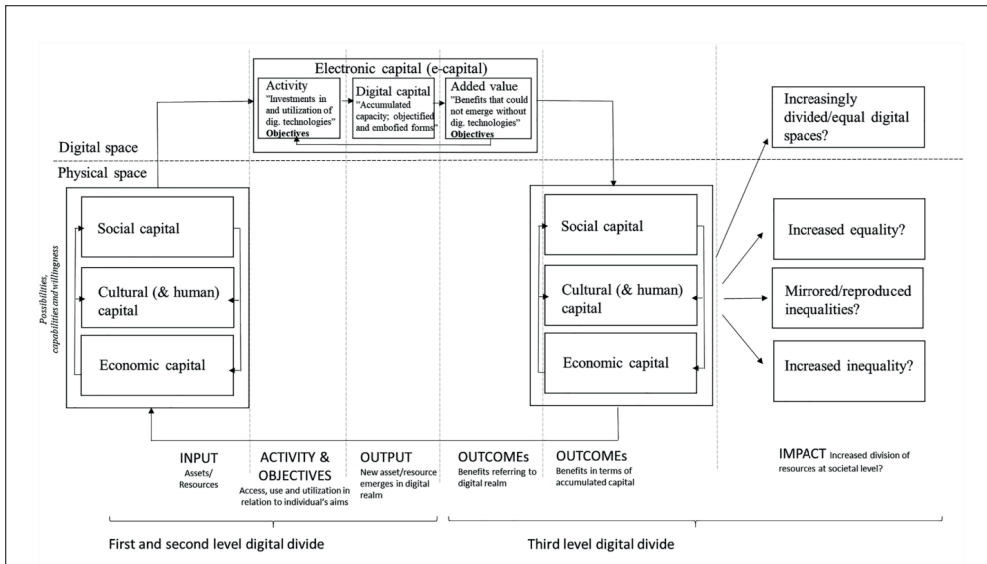 Electronic capital (e-capital)
Activity
"Investments in
and utilization of
dig. technologies"
Objectives
Digital capital
"Accumulated
capacity; objectified
and embofied forms"
Added value
"Benefits that could
not emerge without
dig. technologies"
Objectives
Increasingly
divided/equal digital
spaces?
Digital space
Physical space
Possibilities,
capabilities and willingness
Social capital
Cultural (& human)
capital
Economic capital
Social capital
Cultural (& human)
capital
Economic capital
Increased equality?
Mirrored/reproduced
inequalities?
Increased inequality?
INPUT
Assets/
Resources
ACTIVITY &
OBJECTIVES
Access, use and utilization in
relation to individual's aims
OUTPUT
New asset/resource
emerges in digital
realm
OUTCOMEs
Benefits referring to
digital realm
OUTCOMEs
Benefits in terms of
accumulated capital
IMPACT Increased division of
resources at societal level?
First and second level digital divide
Third level digital divide